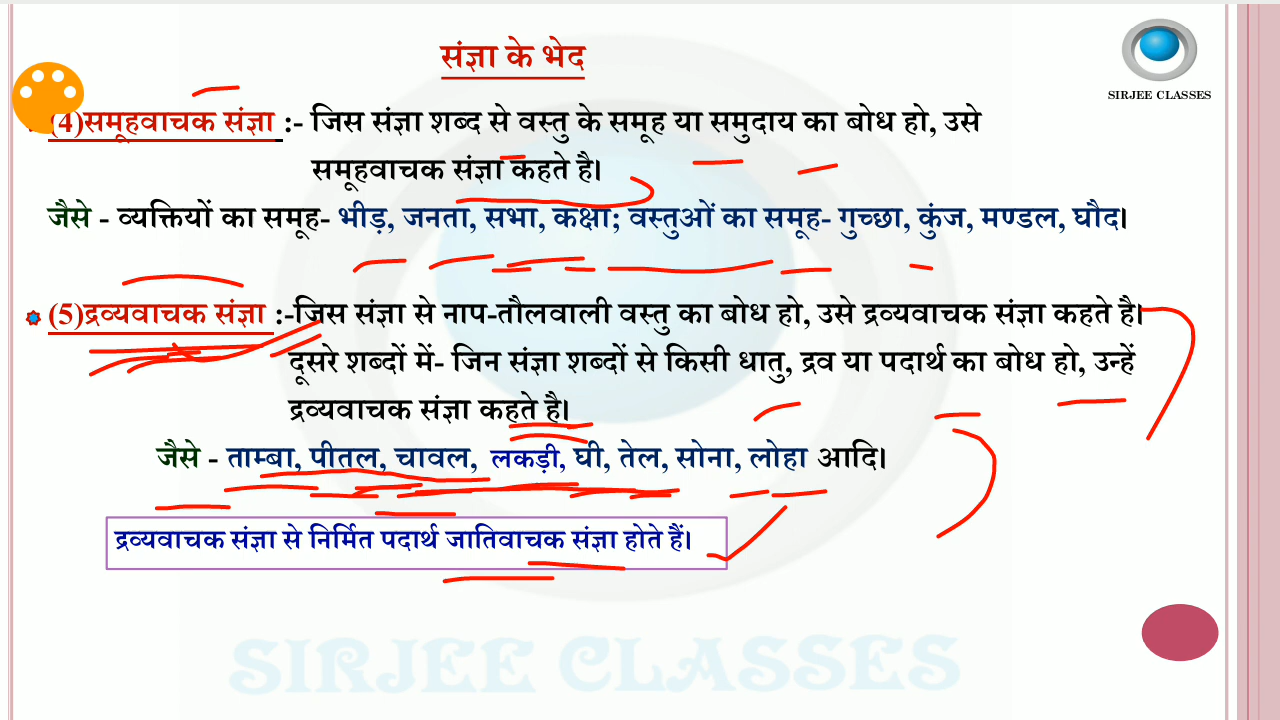 संज्ञा के भेद
SIRJEE CLASSES
(4)समूहवाचक संज्ञा :- जिस संज्ञा शब्द से वस्तु के समूह या समुदाय का बोध हो, उसे
समूहवाचक संज्ञा कहते है।
जैसे - व्यक्तियों का समूह- भीड़, जनता, सभा, कक्षा; वस्तुओं का समूह- गुच्छा, कुंज, मण्डल, घौद।
(5)द्रव्यवाचक संज्ञा :-जिस संज्ञा से नाप-तौलवाली वस्तु का बोध हो, उसे द्रव्यवाचक संज्ञा कहते है।
दूसरे शब्दों में- जिन संज्ञा शब्दों से किसी धातु, द्रव या पदार्थ का बोध हो, उन्हें
द्रव्यवाचक संज्ञा कहते है।
जैसे - ताम्बा, पीतल, चावल, लकड़ी, घी, तेल, सोना, लोहा आदि।
द्रव्यवाचक संज्ञा से निर्मित पदार्थ जातिवाचक संज्ञा होते हैं।
SIRJEE CLASSES